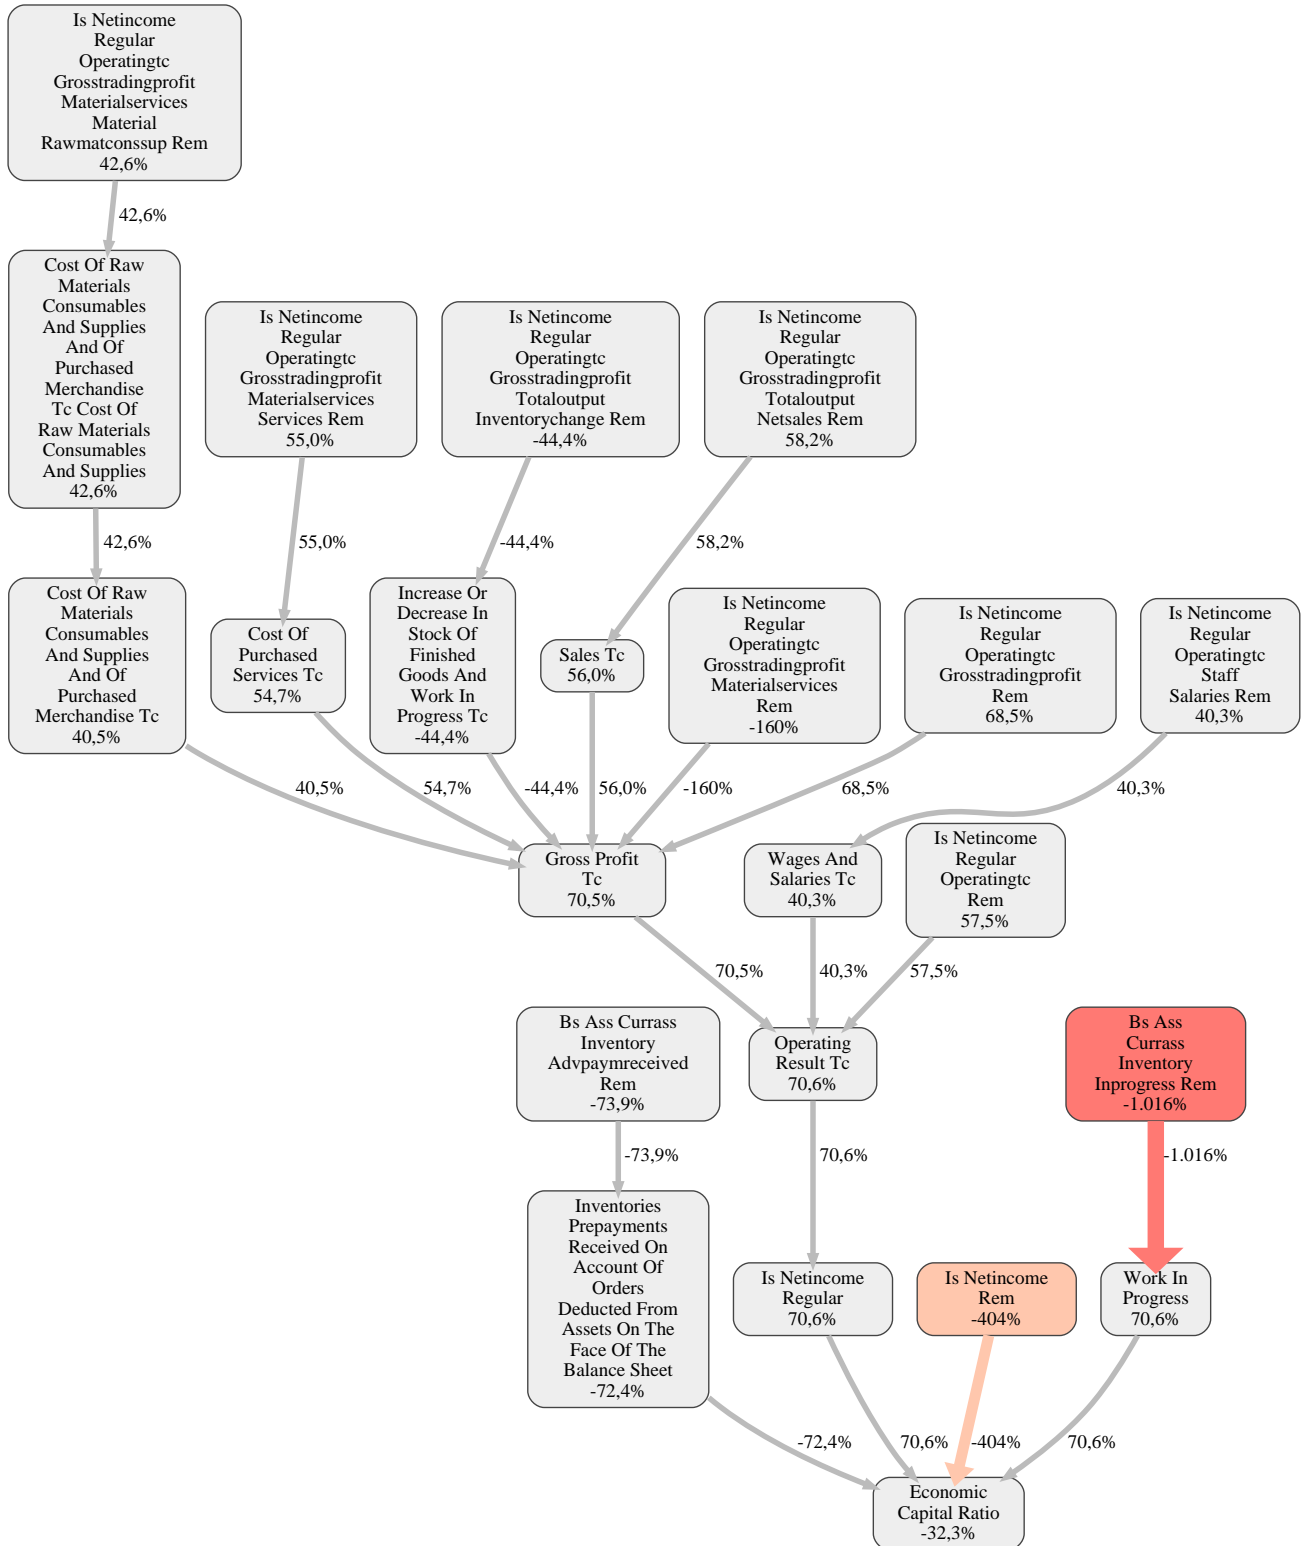 Is Netincome
Regular
Operatingtc
Grosstradingprofit
Materialservices
Material
Rawmatconssup Rem
42,6%
42,6%
Cost Of Raw
Materials
Consumables
And Supplies
And Of
Purchased
Merchandise
Tc Cost Of
Raw Materials
Consumables
And Supplies
42,6%
Is Netincome
Regular
Operatingtc
Grosstradingprofit
Materialservices
Services Rem
55,0%
Is Netincome
Regular
Operatingtc
Grosstradingprofit
Totaloutput
Inventorychange Rem
-44,4%
Is Netincome
Regular
Operatingtc
Grosstradingprofit
Totaloutput
Netsales Rem
58,2%
42,6%
55,0%
-44,4%
58,2%
Cost Of Raw
Materials
Consumables
And Supplies
And Of
Purchased
Merchandise Tc
40,5%
Cost Of
Purchased
Services Tc
54,7%
Increase Or
Decrease In
Stock Of
Finished
Goods And
Work In
Progress Tc
-44,4%
Sales Tc
56,0%
Is Netincome
Regular
Operatingtc
Grosstradingprofit
Materialservices
Rem
-160%
Is Netincome
Regular
Operatingtc
Grosstradingprofit
Rem
68,5%
Is Netincome
Regular
Operatingtc
Staff
Salaries Rem
40,3%
40,5%
54,7%
-44,4%
56,0%
-160%
68,5%
40,3%
Gross Profit
Tc
70,5%
Wages And
Salaries Tc
40,3%
Is Netincome
Regular
Operatingtc
Rem
57,5%
70,5%
40,3%
57,5%
Bs Ass Currass
Inventory
Advpaymreceived
Rem
-73,9%
Operating
Result Tc
70,6%
Bs Ass
Currass
Inventory
Inprogress Rem
-1.016%
-73,9%
70,6%
-1.016%
Inventories
Prepayments
Received On
Account Of
Orders
Deducted From
Assets On The
Face Of The
Balance Sheet
-72,4%
Is Netincome
Regular
70,6%
Is Netincome
Rem
-404%
Work In
Progress
70,6%
-72,4%
70,6%
-404%
70,6%
Economic
Capital Ratio
-32,3%